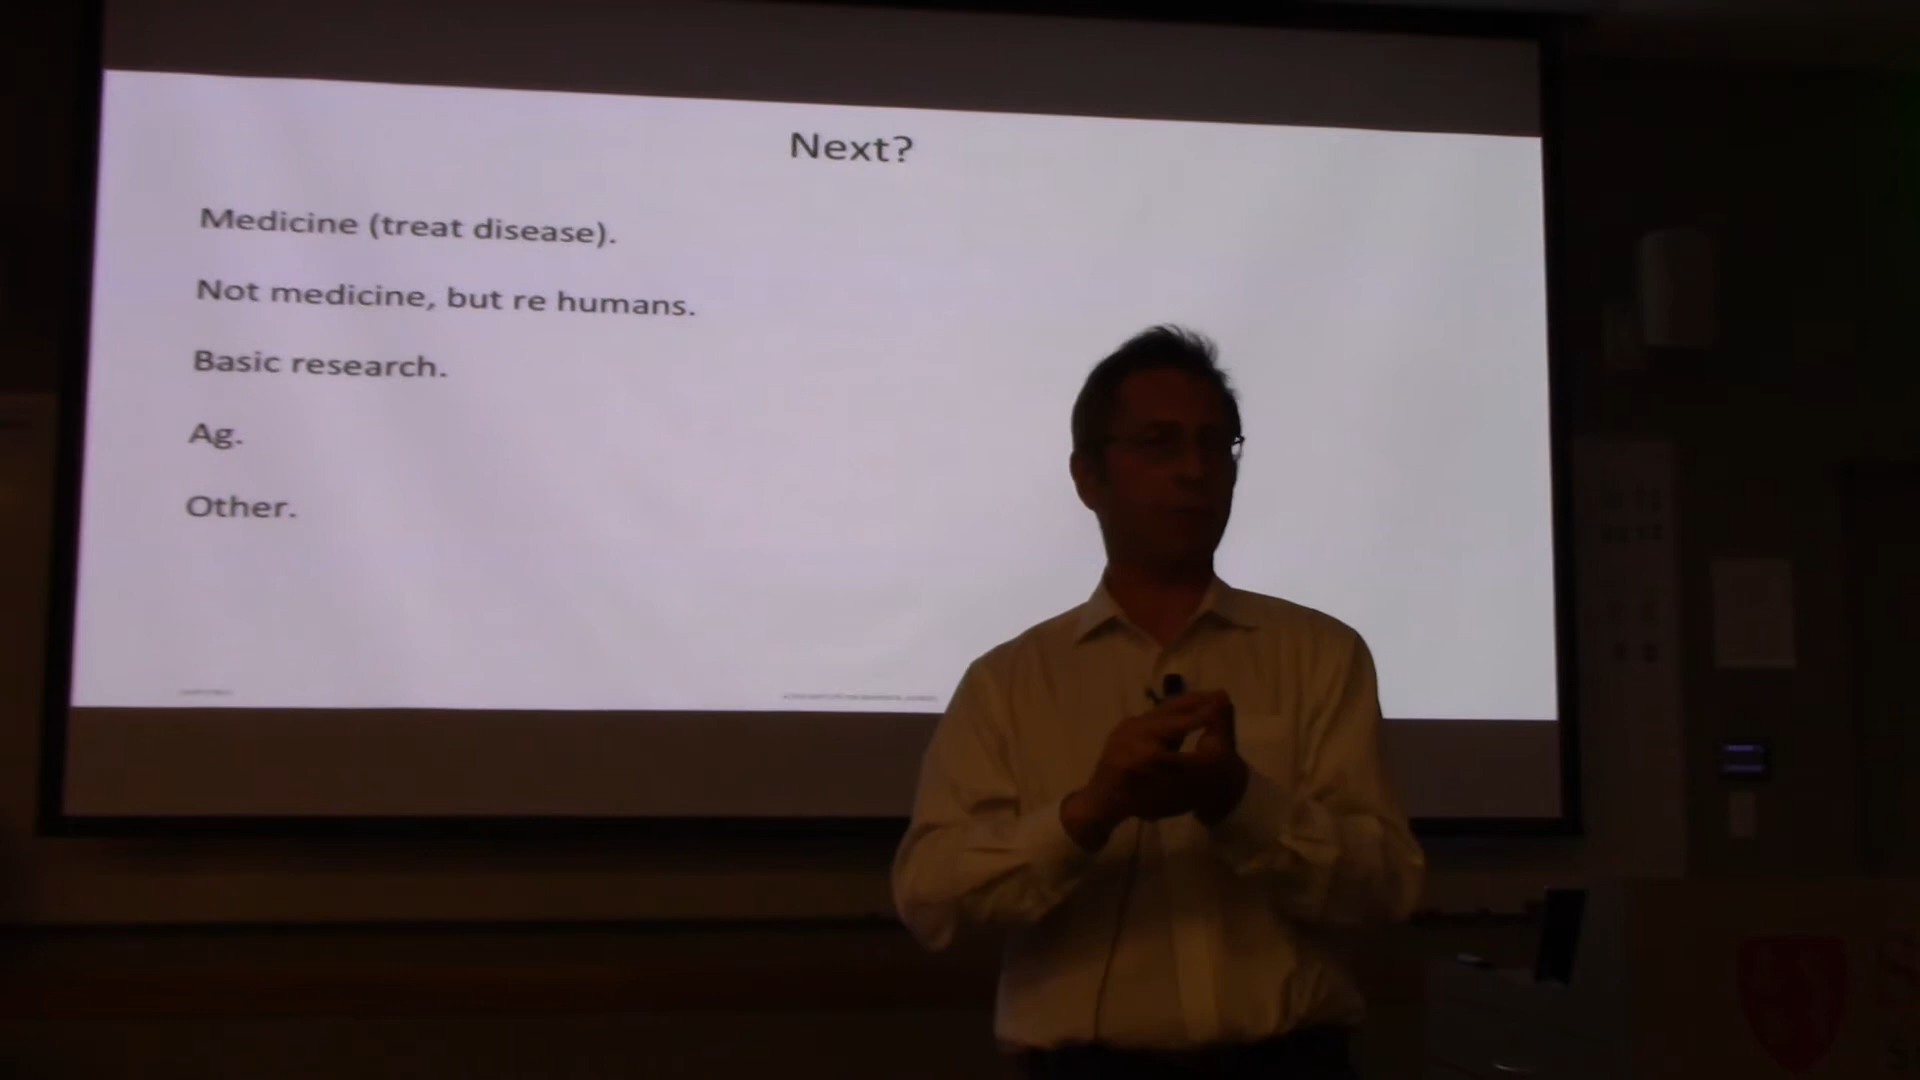 Next?
Medicine (treat disease).
Not medicine, but re humans.
Basic research.
Ag.
Other.